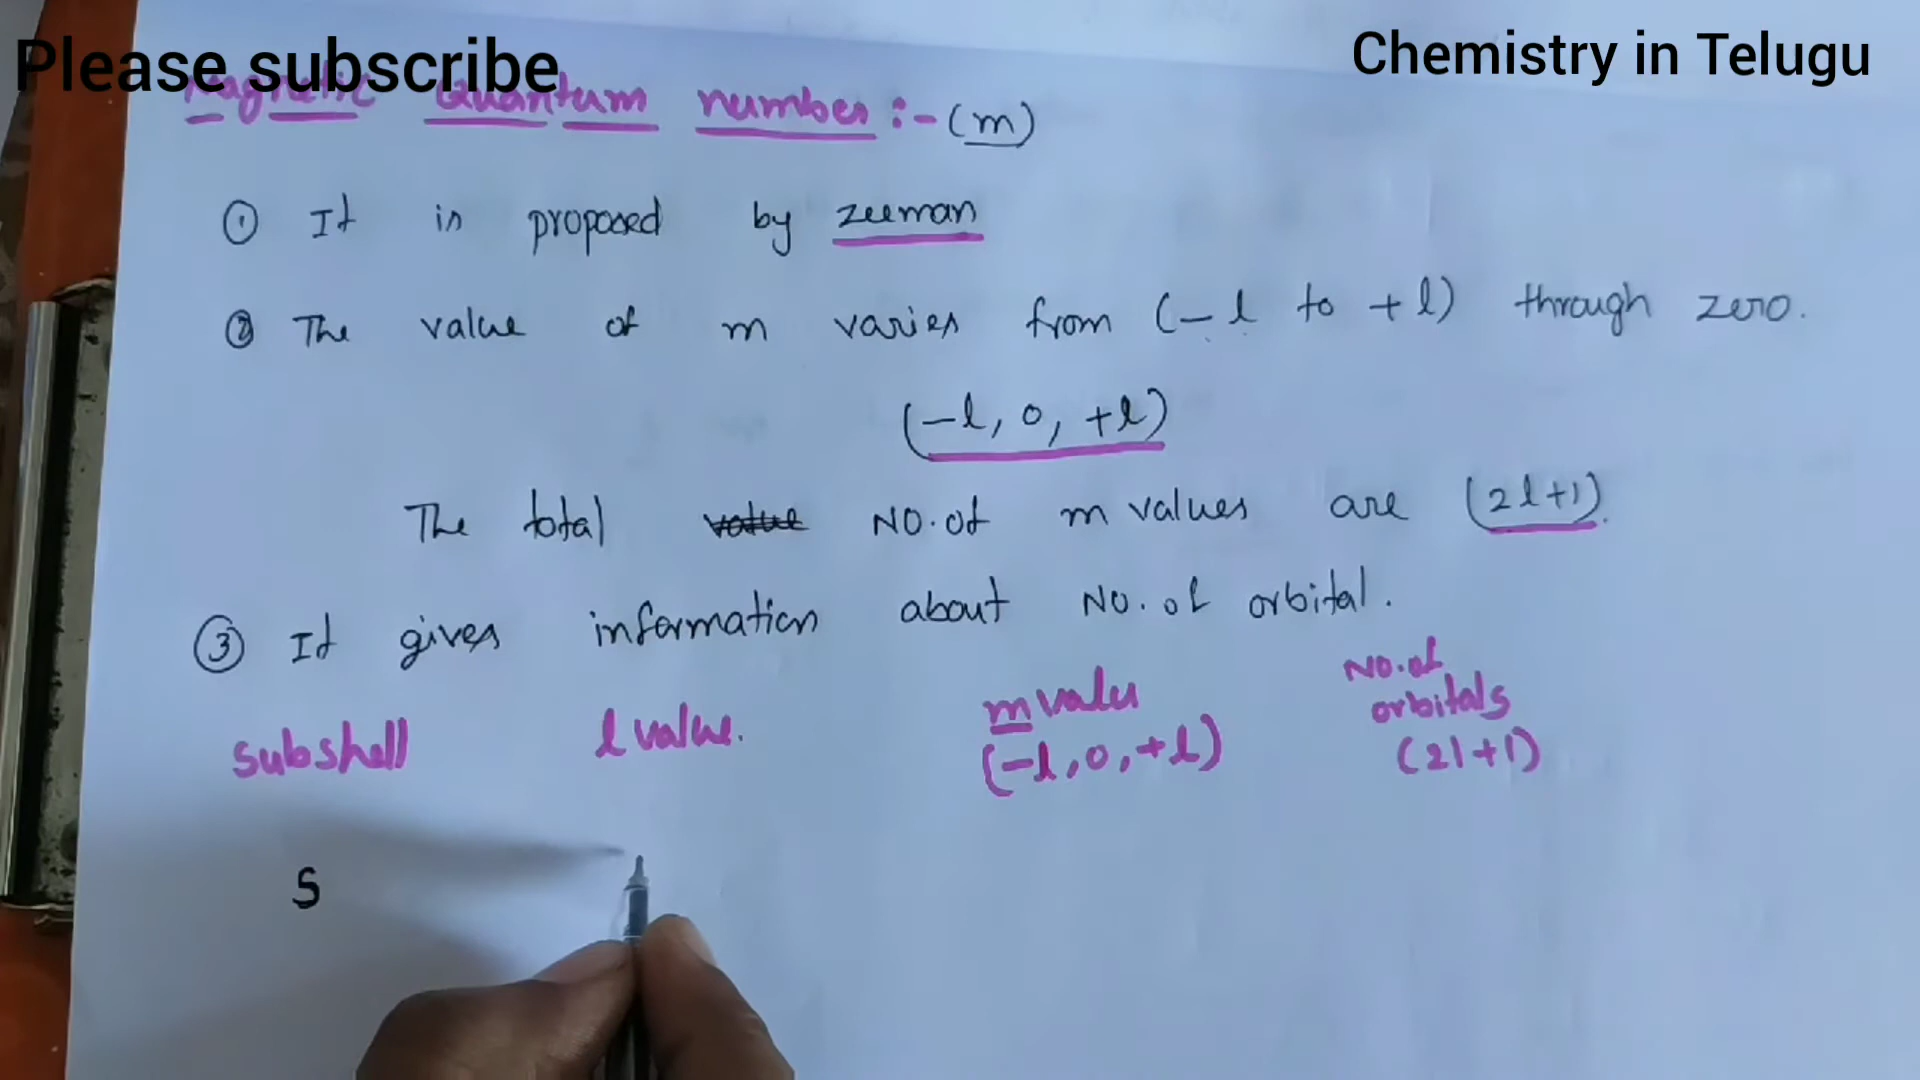 Please subscribe
Chemistry in Telugu
Magnetic Quantum number :- (m)
① It is proposed by zeeman
② The value of m varies from (-l to +l) through zero.
(-l, 0, +l)
The total value NO. of m values are (2l+1).
③ It gives information about NO. of orbital.
subshell l value. m value (-l, 0, +l) NO. of orbitals (2l+1)
S